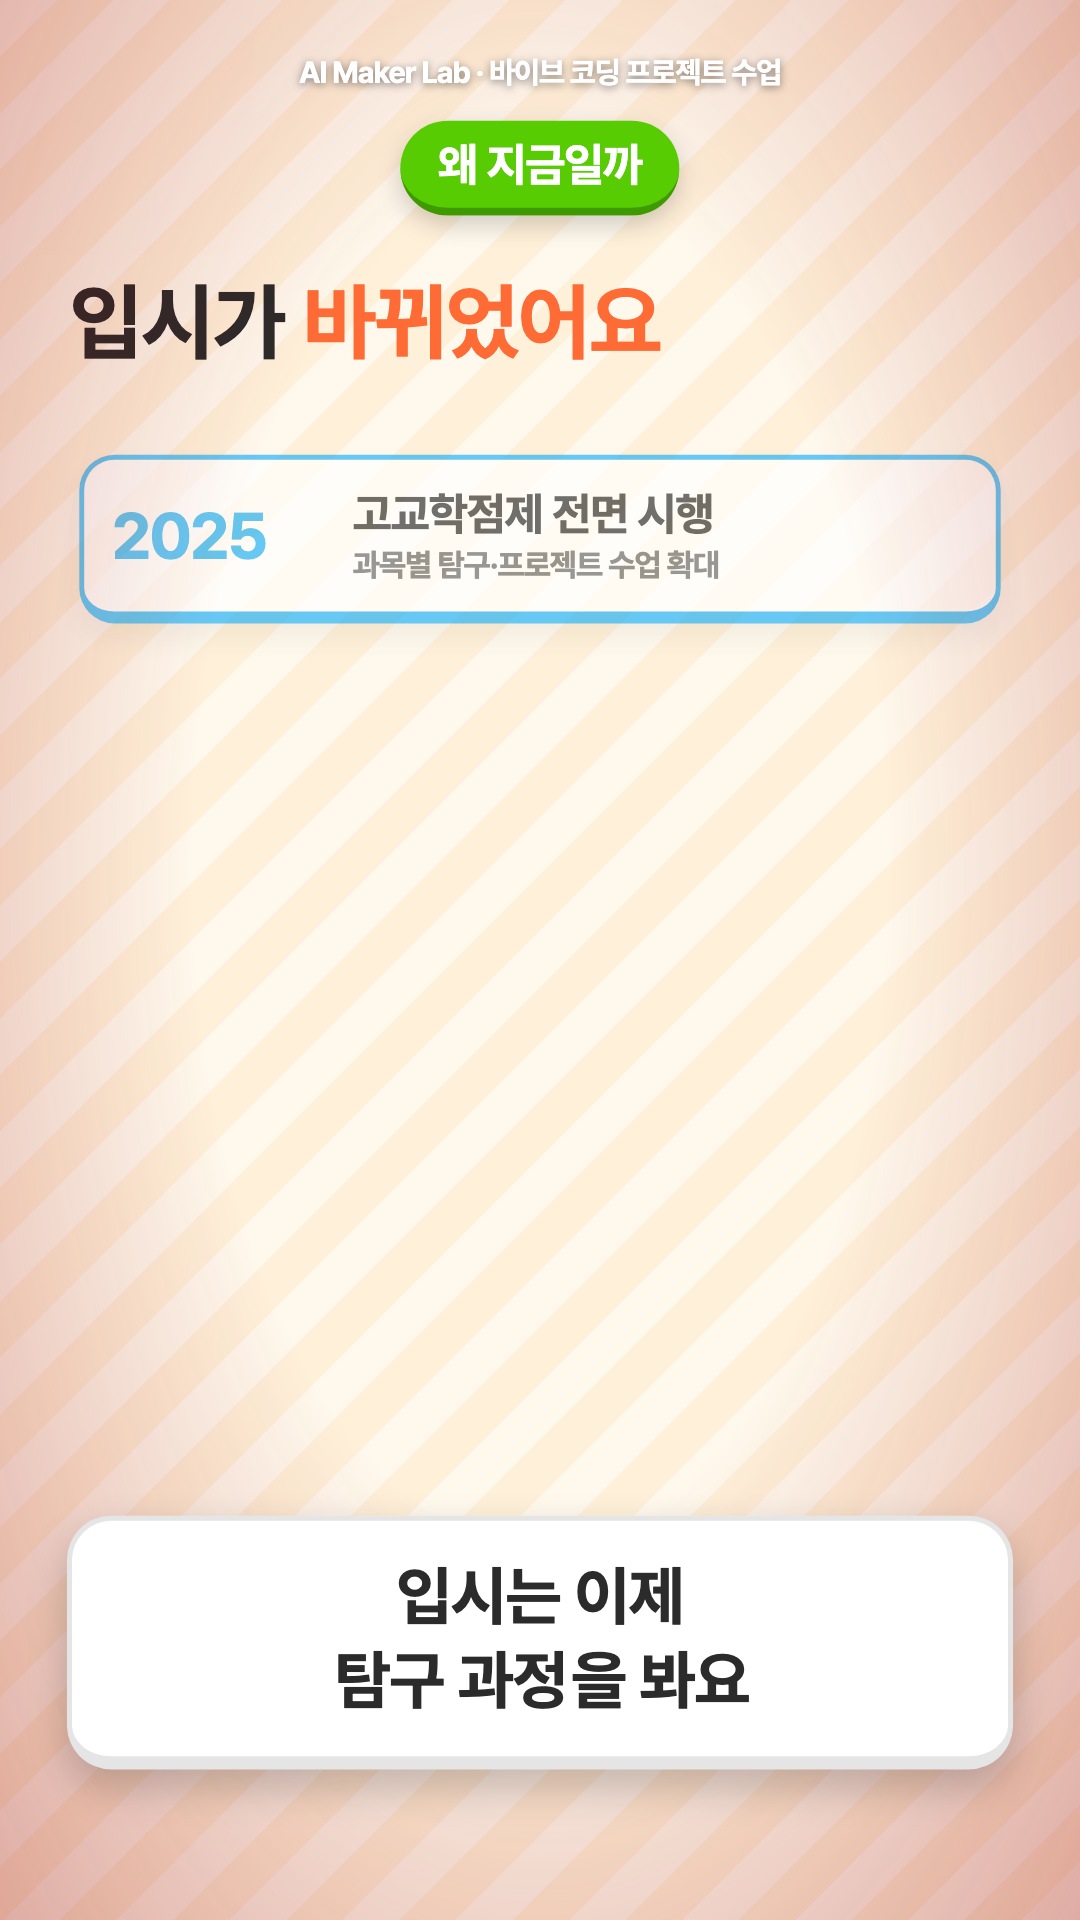 AI Maker Lab · 바이브 코딩 프로젝트 수업
왜 지금일까
입시가 바뀌었어요
2025
고교학점제 전면 시행
과목별 탐구·프로젝트 수업 확대
입시는 이제
탐구 과정을 봐요